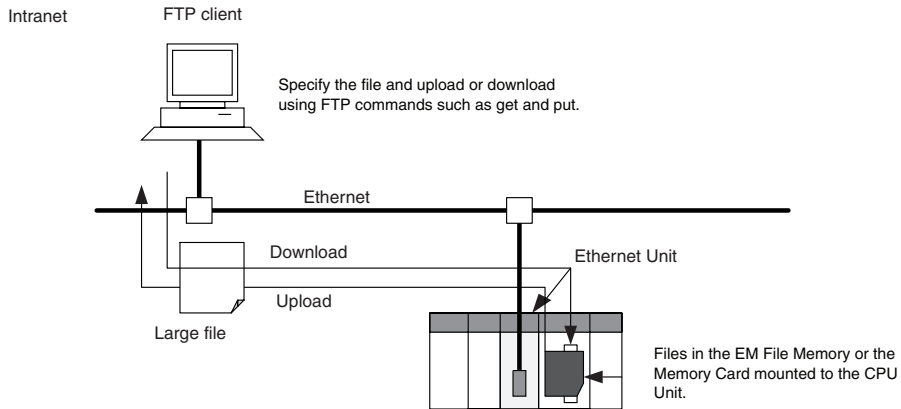 Intranet
FTP client
Specify the file and upload or download
using FTP commands such as get and put.
Ethernet
Download
Ethernet Unit
Upload
Large file
Files in the EM File Memory or the
Memory Card mounted to the CPU
Unit.